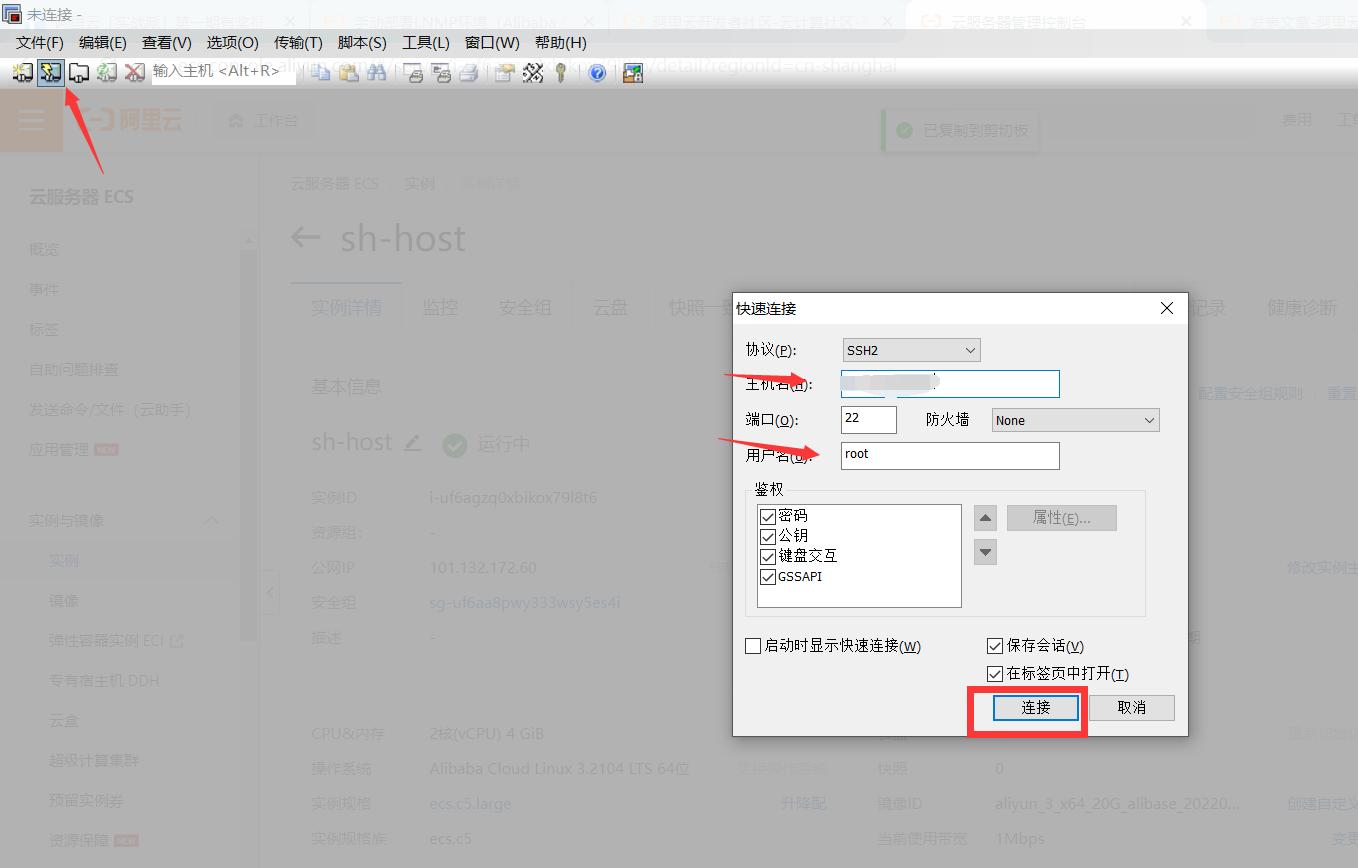 未连接 -
文件(F) 编辑(E) 查看(V) 选项(O) 传输(T) 脚本(S) 工具(L) 窗口(W) 帮助(H)
输入主机 <Alt+R>
阿里云 工作台
已复制到剪切板
费用
云服务器 ECS
云服务器 ECS 实例 实例详情
概览
sh-host
事件
实例详情 监控 安全组 云盘 快照 记录 健康诊断
标签
自助问题排查
基本信息
配置安全组规则 重置
发送命令/文件（云助手）
sh-host 运行中
应用管理 NEW
实例ID i-uf6agzq0xbikox79l8t6
实例与镜像
资源组: -
实例
公网IP 101.132.172.60
镜像
安全组 sg-uf6aa8pwy333wsy5es4i
弹性容器实例 ECI
描述 -
专有宿主机 DDH
云盒
CPU&内存 2核(vCPU) 4 GiB
超级计算集群
操作系统 Alibaba Cloud Linux 3.2104 LTS 64位 更换操作系统 快照 0
预留实例券
实例规格 ecs.c5.large 升降配 镜像ID aliyun_3_x64_20G_alibase_20220... 创建自定义
资源保障 NEW
实例规格族 ecs.c5 当前使用带宽 1Mbps 变更
快速连接
协议(P): SSH2
主机名(H):
端口(O): 22 防火墙 None
用户名(U): root
鉴权
密码
公钥
键盘交互
GSSAPI
属性(E)...
启动时显示快速连接(W) 保存会话(V)
在标签页中打开(T)
连接 取消